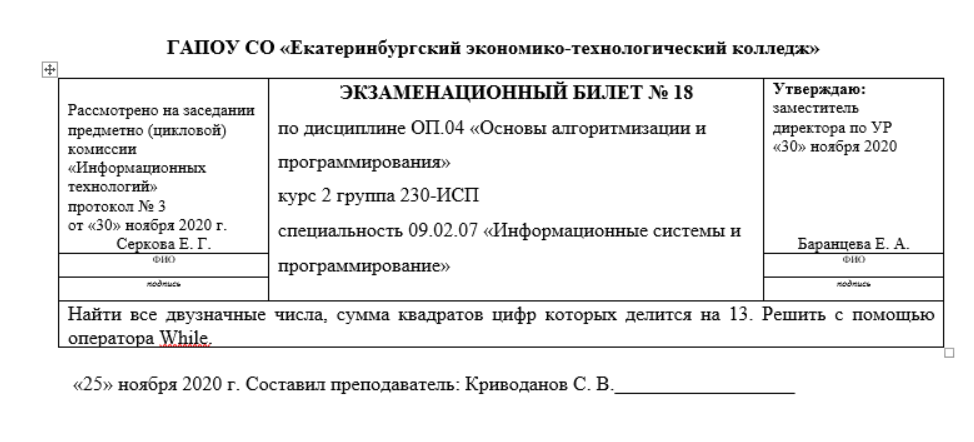 ГАПОУ СО «Екатеринбургский экономико-технологический колледж»
Рассмотрено на заседании
предметно (цикловой)
комиссии
«Информационных
технологий»
протокол № 3
от «30» ноября 2020 г.
Серкова Е. Г.
ФИО
подпись
ЭКЗАМЕНАЦИОННЫЙ БИЛЕТ № 18
по дисциплине ОП.04 «Основы алгоритмизации и
программирования»
курс 2 группа 230-ИСП
специальность 09.02.07 «Информационные системы и
программирование»
Утверждаю:
заместитель
директора по УР
«30» ноября 2020
Баранцева Е. А.
ФИО
подпись
Найти все двузначные числа, сумма квадратов цифр которых делится на 13. Решить с помощью
оператора While.
«25» ноября 2020 г. Составил преподаватель: Криводанов С. В.___________________